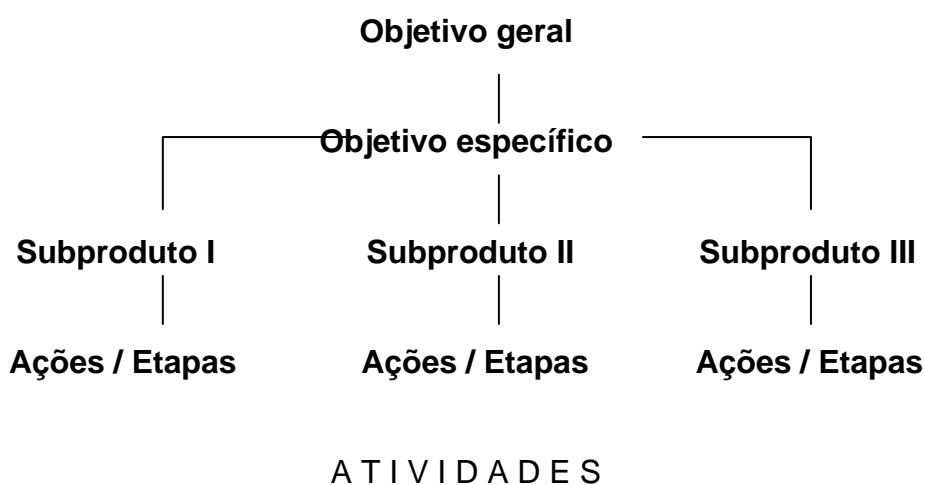 Objetivo geral
Objetivo específico
Subproduto I Subproduto II Subproduto III
Ações / Etapas Ações / Etapas Ações / Etapas
A T I V I D A D E S